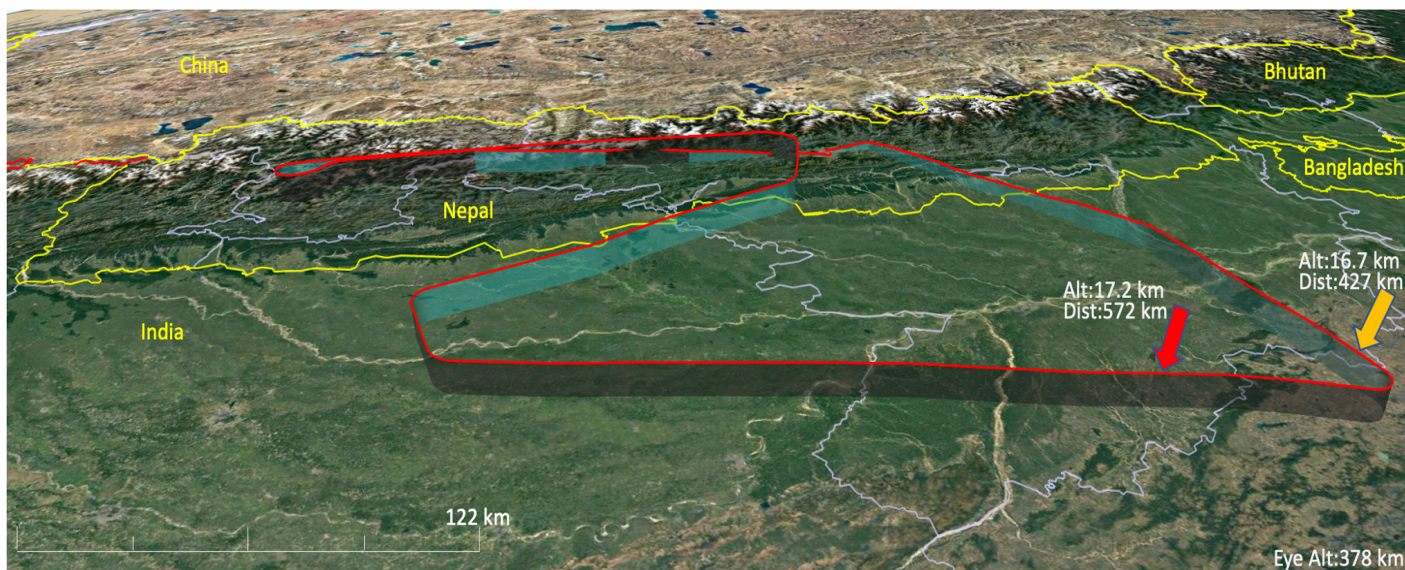 China
Bhutan
Bangladesh
Nepal
Alt:16.7 km
Dist:427 km
Alt:17.2 km
Dist:572 km
India
122 km
Eye Alt:378 km